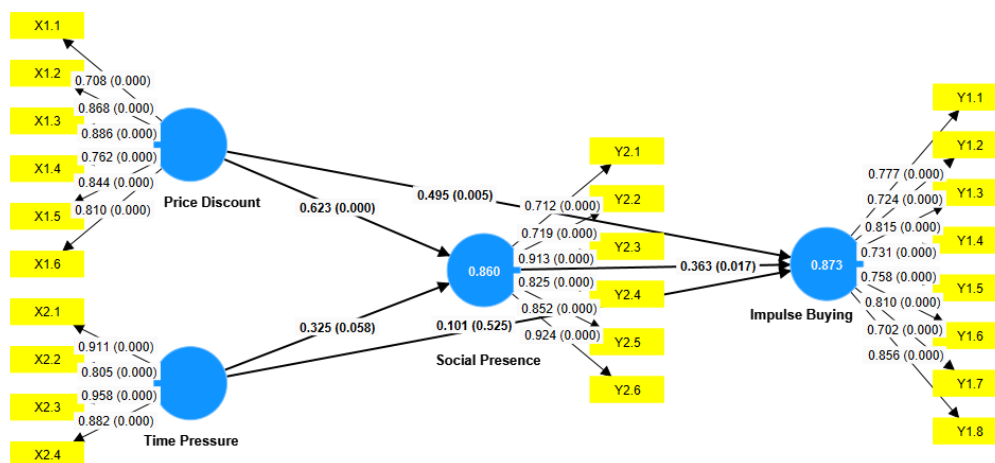 X1.1
X1.2
X1.3
X1.4
X1.5
X1.6
0.708 (0.000)
0.868 (0.000)
0.886 (0.000)
0.762 (0.000)
0.844 (0.000)
0.810 (0.000)
Price Discount
X2.1
X2.2
X2.3
X2.4
0.911 (0.000)
0.805 (0.000)
0.958 (0.000)
0.882 (0.000)
Time Pressure
0.495 (0.005)
0.623 (0.000)
0.325 (0.058)
0.101 (0.525)
0.860
Social Presence
0.712 (0.000)
0.719 (0.000)
0.913 (0.000)
0.825 (0.000)
0.852 (0.000)
0.924 (0.000)
Y2.1
Y2.2
Y2.3
Y2.4
Y2.5
Y2.6
0.363 (0.017)
0.873
Impulse Buying
0.777 (0.000)
0.724 (0.000)
0.815 (0.000)
0.731 (0.000)
0.758 (0.000)
0.810 (0.000)
0.702 (0.000)
0.856 (0.000)
Y1.1
Y1.2
Y1.3
Y1.4
Y1.5
Y1.6
Y1.7
Y1.8